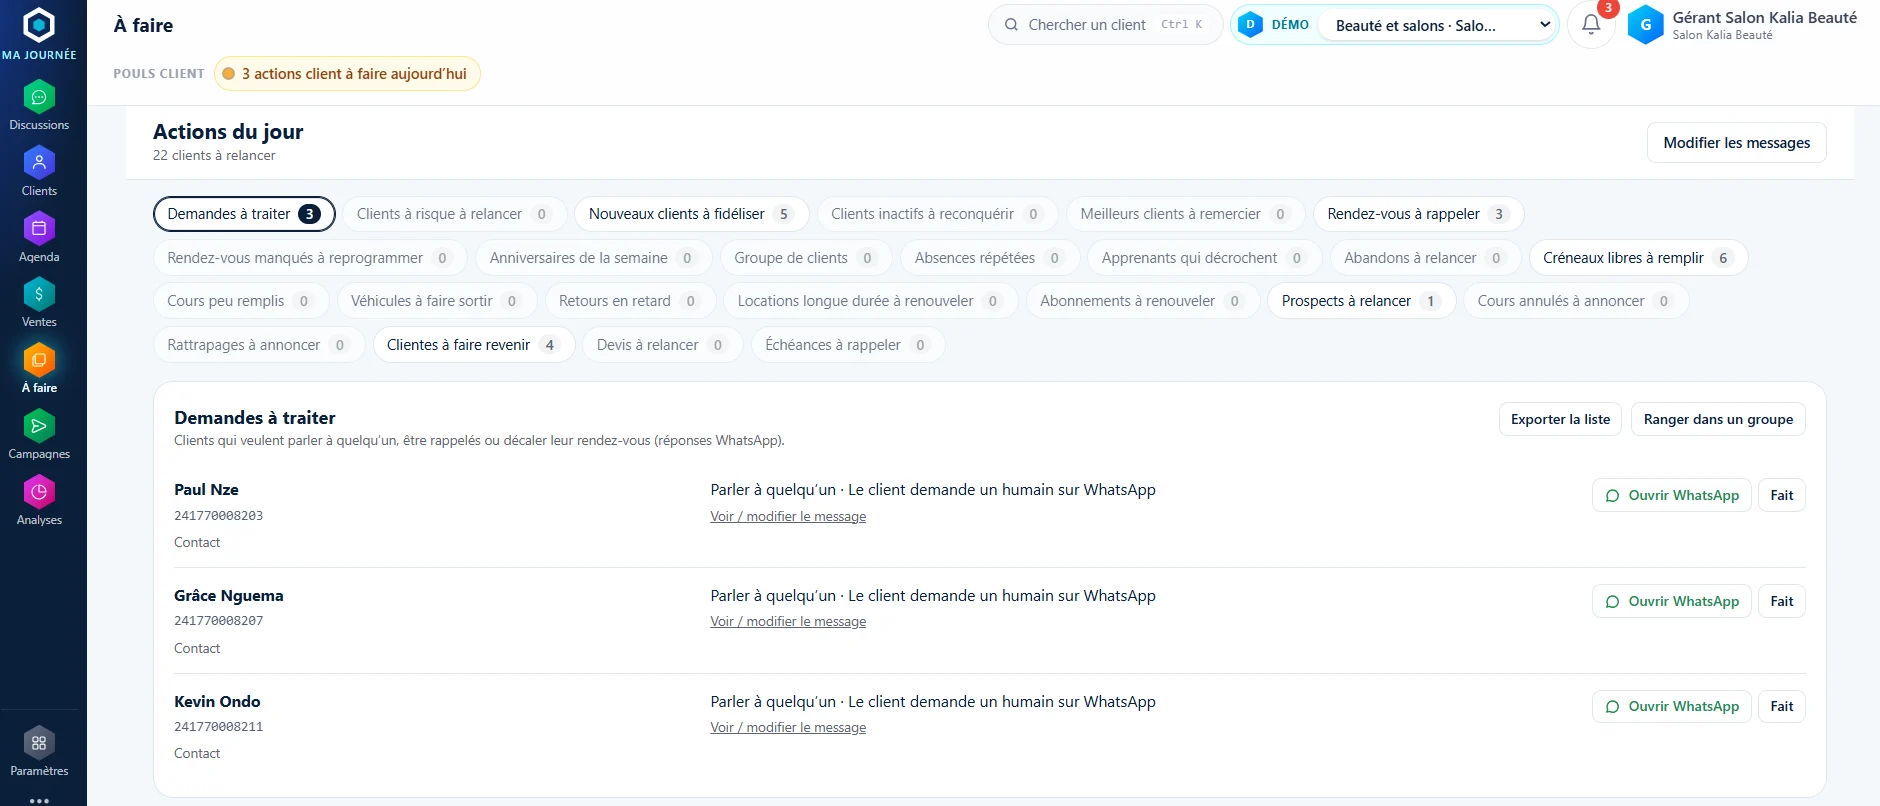 À faire
Chercher un client Ctrl K
D DÉMO Beauté et salons · Salo...
3
G Gérant Salon Kalia Beauté
Salon Kalia Beauté
MA JOURNÉE
POULS CLIENT 3 actions client à faire aujourd'hui
Discussions
Clients
Agenda
Ventes
À faire
Campagnes
Analyses
Paramètres
Actions du jour
22 clients à relancer
Modifier les messages
Demandes à traiter 3 Clients à risque à relancer 0 Nouveaux clients à fidéliser 5 Clients inactifs à reconquérir 0 Meilleurs clients à remercier 0 Rendez-vous à rappeler 3
Rendez-vous manqués à reprogrammer 0 Anniversaires de la semaine 0 Groupe de clients 0 Absences répétées 0 Apprenants qui décrochent 0 Abandons à relancer 0 Créneaux libres à remplir 6
Cours peu remplis 0 Véhicules à faire sortir 0 Retours en retard 0 Locations longue durée à renouveler 0 Abonnements à renouveler 0 Prospects à relancer 1 Cours annulés à annoncer 0
Rattrapages à annoncer 0 Clientes à faire revenir 4 Devis à relancer 0 Échéances à rappeler 0
Demandes à traiter
Clients qui veulent parler à quelqu'un, être rappelés ou décaler leur rendez-vous (réponses WhatsApp).
Exporter la liste Ranger dans un groupe
Paul Nze
241770008203
Contact
Parler à quelqu'un · Le client demande un humain sur WhatsApp
Voir / modifier le message
Ouvrir WhatsApp Fait
Grâce Nguema
241770008207
Contact
Parler à quelqu'un · Le client demande un humain sur WhatsApp
Voir / modifier le message
Ouvrir WhatsApp Fait
Kevin Ondo
241770008211
Contact
Parler à quelqu'un · Le client demande un humain sur WhatsApp
Voir / modifier le message
Ouvrir WhatsApp Fait